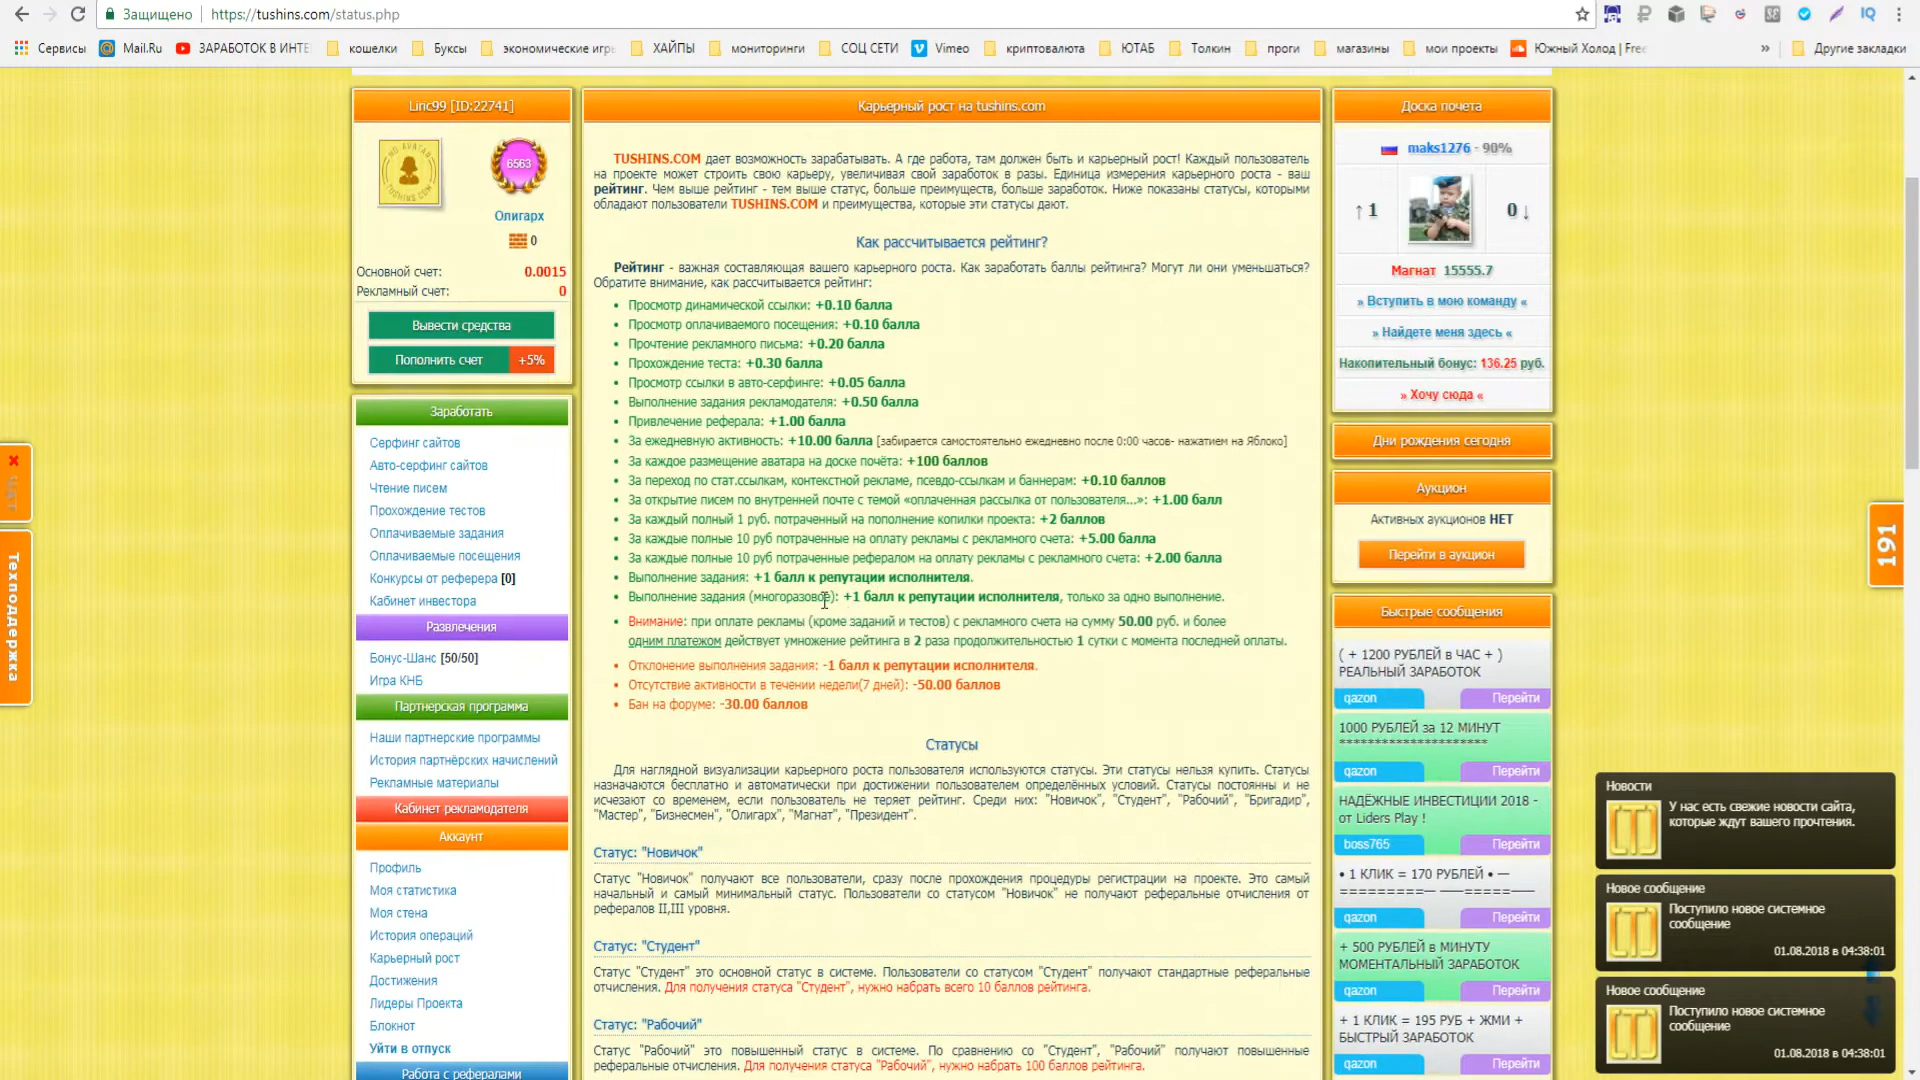 Защищено
https://tushins.com/status.php
Сервисы
Mail.Ru
ЗАРАБОТОК В ИНТЕ
кошелки
Буксы
экономические игры
ХАЙПЫ
мониторинги
СОЦ СЕТИ
Vimeo
криптовалюта
ЮТАБ
Толкин
проги
магазины
мои проекты
Южный Холод | Free
»
Другие закладки
Liric99 [ID:22741]
6563
Олигарх
0
Основной счет: 0.0015
Рекламный счет: 0
Вывести средства
Пополнить счет +5%
Заработать
Серфинг сайтов
Авто-серфинг сайтов
Чтение писем
Прохождение тестов
Оплачиваемые задания
Оплачиваемые посещения
Конкурсы от реферера [0]
Кабинет инвестора
Развлечения
Бонус-Шанс [50/50]
Игра КНБ
Партнерская программа
Наши партнерские программы
История партнёрских начислений
Рекламные материалы
Кабинет рекламодателя
Аккаунт
Профиль
Моя статистика
Моя стена
История операций
Карьерный рост
Достижения
Лидеры Проекта
Блокнот
Уйти в отпуск
Работа с рефералами
ЧАТ
Техподдержка
Карьерный рост на tushins.com
TUSHINS.COM дает возможность зарабатывать. А где работа, там должен быть и карьерный рост! Каждый пользователь
на проекте может строить свою карьеру, увеличивая свой заработок в разы. Единица измерения карьерного роста - ваш
рейтинг. Чем выше рейтинг - тем выше статус, больше преимуществ, больше заработок. Ниже показаны статусы, которыми
обладают пользователи TUSHINS.COM и преимущества, которые эти статусы дают.
Как рассчитывается рейтинг?
Рейтинг - важная составляющая вашего карьерного роста. Как заработать баллы рейтинга? Могут ли они уменьшаться?
Обратите внимание, как рассчитывается рейтинг:
• Просмотр динамической ссылки: +0.10 балла
• Просмотр оплачиваемого посещения: +0.10 балла
• Прочтение рекламного письма: +0.20 балла
• Прохождение теста: +0.30 балла
• Просмотр ссылки в авто-серфинге: +0.05 балла
• Выполнение задания рекламодателя: +0.50 балла
• Привлечение реферала: +1.00 балла
• За ежедневную активность: +10.00 балла [забирается самостоятельно ежедневно после 0:00 часов- нажатием на Яблоко]
• За каждое размещение аватара на доске почёта: +100 баллов
• За переход по стат.ссылкам, контекстной рекламе, псевдо-ссылкам и баннерам: +0.10 баллов
• За открытие писем по внутренней почте с темой «оплаченная рассылка от пользователя...»: +1.00 балл
• За каждый полный 1 руб. потраченный на пополнение копилки проекта: +2 баллов
• За каждые полные 10 руб потраченные на оплату рекламы с рекламного счета: +5.00 балла
• За каждые полные 10 руб потраченные рефералом на оплату рекламы с рекламного счета: +2.00 балла
• Выполнение задания: +1 балл к репутации исполнителя.
• Выполнение задания (многоразовое): +1 балл к репутации исполнителя, только за одно выполнение.
• Внимание: при оплате рекламы (кроме заданий и тестов) с рекламного счета на сумму 50.00 руб. и более
одним платежом действует умножение рейтинга в 2 раза продолжительностью 1 сутки с момента последней оплаты.
• Отклонение выполнения задания: -1 балл к репутации исполнителя.
• Отсутствие активности в течении недели(7 дней): -50.00 баллов
• Бан на форуме: -30.00 баллов
Статусы
Для наглядной визуализации карьерного роста пользователя используются статусы. Эти статусы нельзя купить. Статусы
назначаются бесплатно и автоматически при достижении пользователем определённых условий. Статусы постоянны и не
исчезают со временем, если пользователь не теряет рейтинг. Среди них: "Новичок", "Студент", "Рабочий", "Бригадир",
"Мастер", "Бизнесмен", "Олигарх", "Магнат", "Президент".
Статус: "Новичок"
Статус "Новичок" получают все пользователи, сразу после прохождения процедуры регистрации на проекте. Это самый
начальный и самый минимальный статус. Пользователи со статусом "Новичок" не получают реферальные отчисления от
рефералов II,III уровня.
Статус: "Студент"
Статус "Студент" это основной статус в системе. Пользователи со статусом "Студент" получают стандартные реферальные
отчисления. Для получения статуса "Студент", нужно набрать всего 10 баллов рейтинга.
Статус: "Рабочий"
Статус "Рабочий" это повышенный статус в системе. По сравнению со "Студент", "Рабочий" получают повышенные
реферальные отчисления. Для получения статуса "Рабочий", нужно набрать 100 баллов рейтинга.
Доска почета
maks1276 - 90%
↑ 1
0 ↓
Магнат 15555.7
» Вступить в мою команду «
» Найдете меня здесь «
Накопительный бонус: 136.25 руб.
» Хочу сюда «
Дни рождения сегодня
Аукцион
Активных аукционов НЕТ
Перейти в аукцион
Быстрые сообщения
( + 1200 РУБЛЕЙ в ЧАС + )
РЕАЛЬНЫЙ ЗАРАБОТОК
qazon Перейти
1000 РУБЛЕЙ за 12 МИНУТ
**********************
qazon Перейти
НАДЁЖНЫЕ ИНВЕСТИЦИИ 2018 -
от Liders Play !
boss765 Перейти
• 1 КЛИК = 170 РУБЛЕЙ • —
=========— —–=====—–
qazon Перейти
+ 500 РУБЛЕЙ в МИНУТУ
МОМЕНТАЛЬНЫЙ ЗАРАБОТОК
qazon Перейти
+ 1 КЛИК = 195 РУБ + ЖМИ +
БЫСТРЫЙ ЗАРАБОТОК
qazon Перейти
191
Новости
У нас есть свежие новости сайта,
которые ждут вашего прочтения.
Новое сообщение
Поступило новое системное
сообщение
01.08.2018 в 04:38:01
Новое сообщение
Поступило новое системное
сообщение
01.08.2018 в 04:38:01